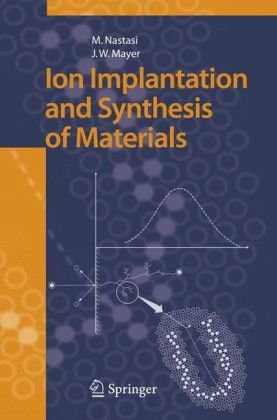 M. Nastasi
J. W. Mayer
Ion Implantation
and Synthesis
of Materials
Springer